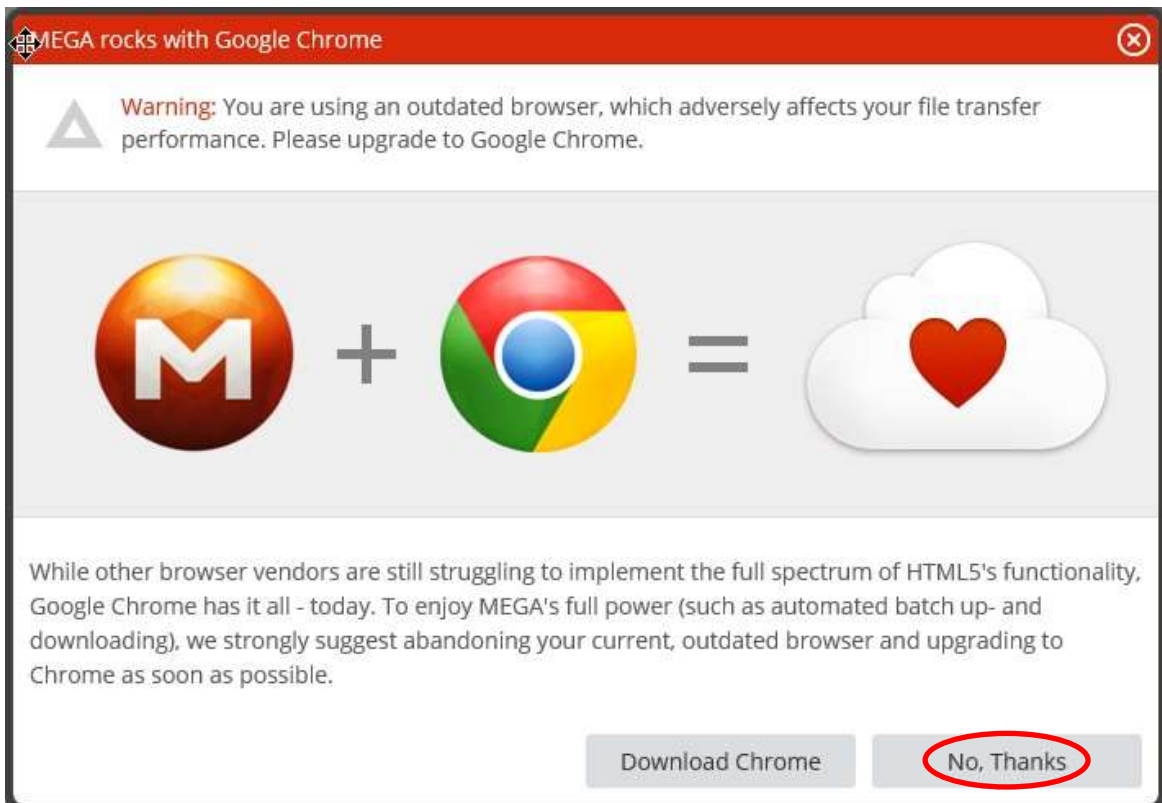 MEGA rocks with Google Chrome
Warning: You are using an outdated browser, which adversely affects your file transfer
performance. Please upgrade to Google Chrome.
M + =
While other browser vendors are still struggling to implement the full spectrum of HTML5's functionality,
Google Chrome has it all - today. To enjoy MEGA's full power (such as automated batch up- and
downloading), we strongly suggest abandoning your current, outdated browser and upgrading to
Chrome as soon as possible.
Download Chrome No, Thanks